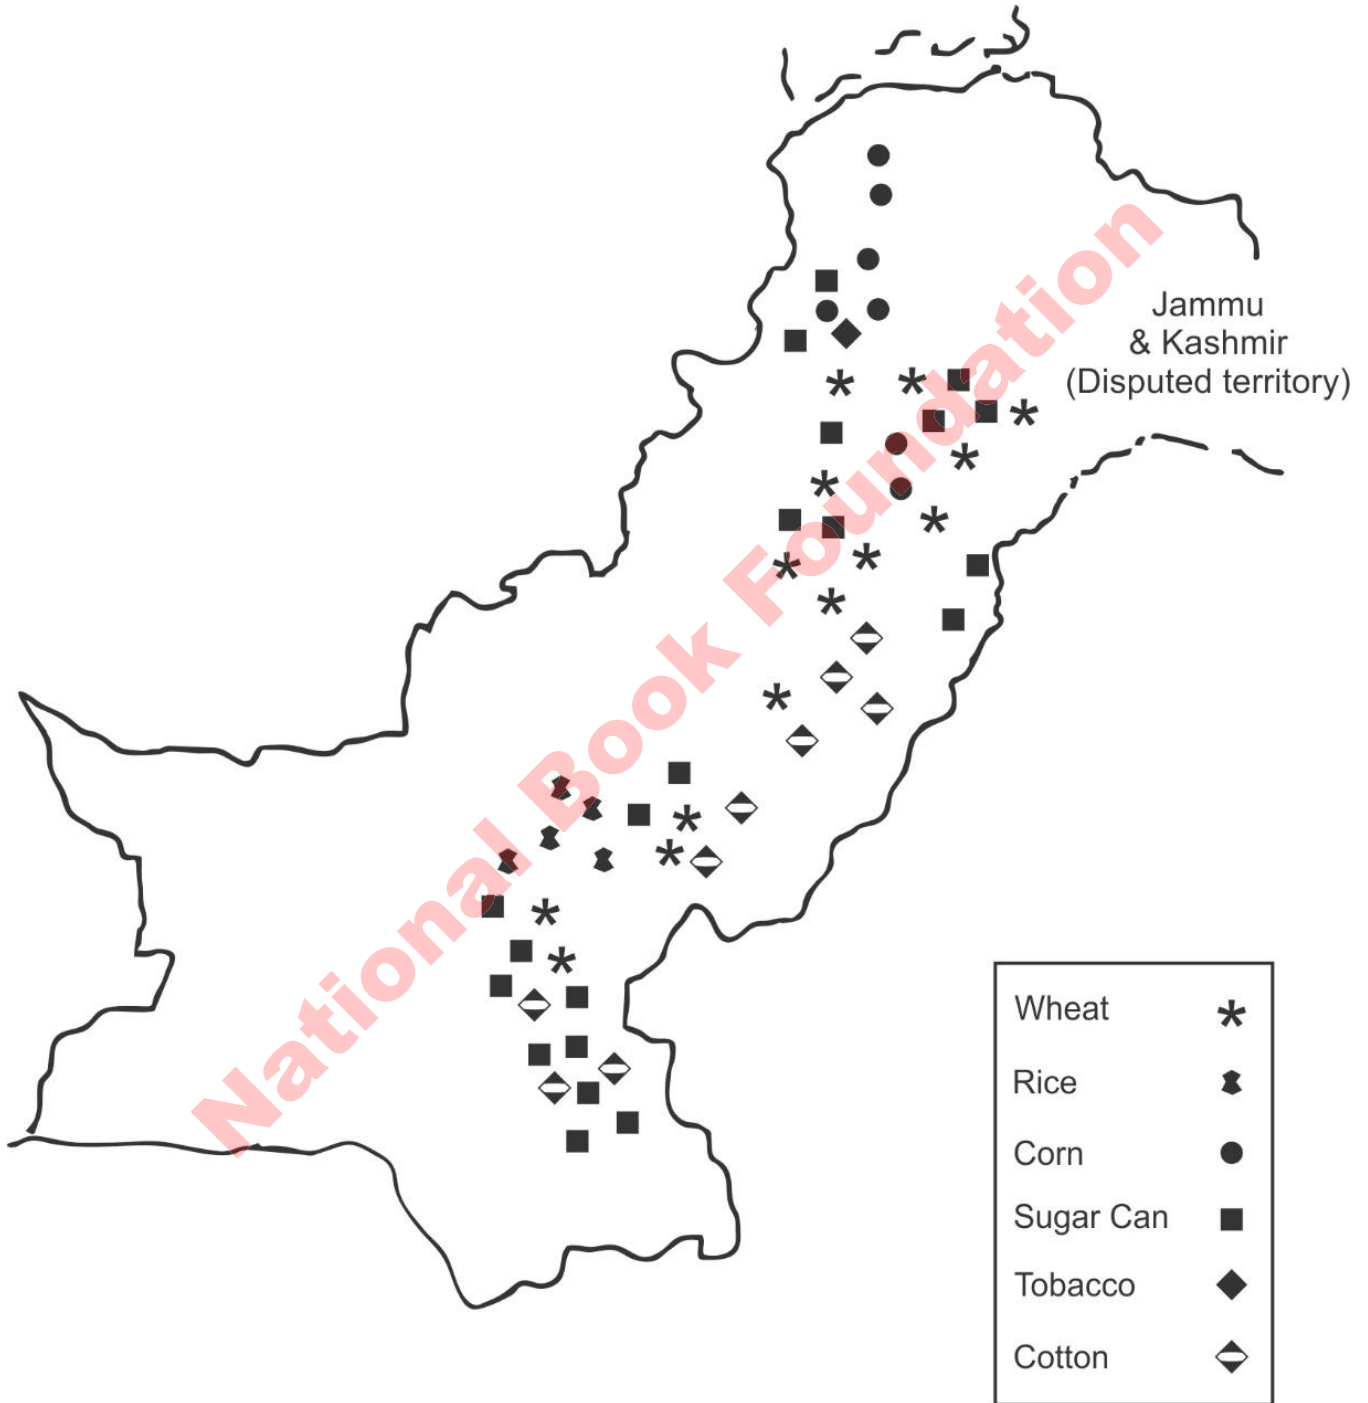 Jammu
& Kashmir
(Disputed territory)
National Book Foundation
Wheat
Rice
Corn
Sugar Can
Tobacco
Cotton